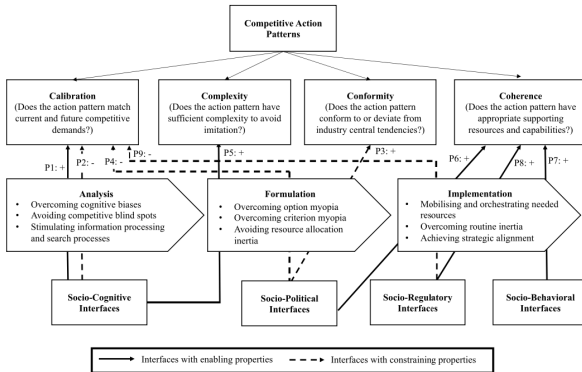 Competitive Action
Patterns
Calibration
(Does the action pattern match
current and future competitive
demands?)
Complexity
(Does the action pattern have
sufficient complexity to avoid
imitation?)
Conformity
(Does the action pattern
conform to or deviate from
industry central tendencies?)
Coherence
(Does the action pattern have
appropriate supporting
resources and capabilities?)
P1: +
P2: -
P4: -
P9: -
P5: +
P3: +
P6: +
P8: +
P7: +
Analysis
• Overcoming cognitive biases
• Avoiding competitive blind spots
• Stimulating information processing
and search processes
Formulation
• Overcoming option myopia
• Overcoming criterion myopia
• Avoiding resource allocation
inertia
Implementation
• Mobilising and orchestrating needed
resources
• Overcoming routine inertia
• Achieving strategic alignment
Socio-Cognitive
Interfaces
Socio-Political
Interfaces
Socio-Regulatory
Interfaces
Socio-Behavioral
Interfaces
Interfaces with enabling properties
Interfaces with constraining properties